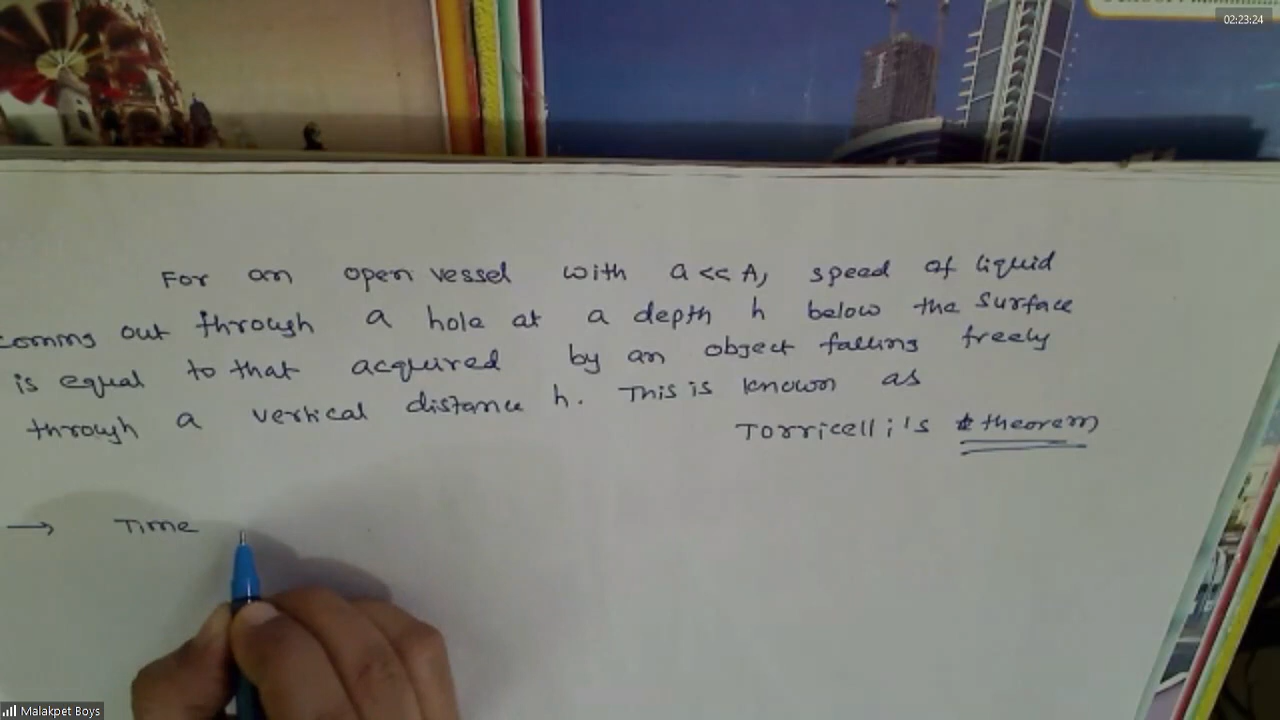 02:23:24
For an open vessel with a << A, speed of liquid
coming out through a hole at a depth h below the surface
is equal to that acquired by an object falling freely
through a vertical distance h. This is known as
Torricelli's theorem
→ Time
Malakpet Boys